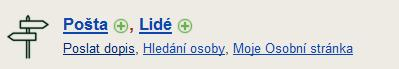 Pošta, Lidé
Poslat dopis, Hledání osoby, Moje Osobní stránka